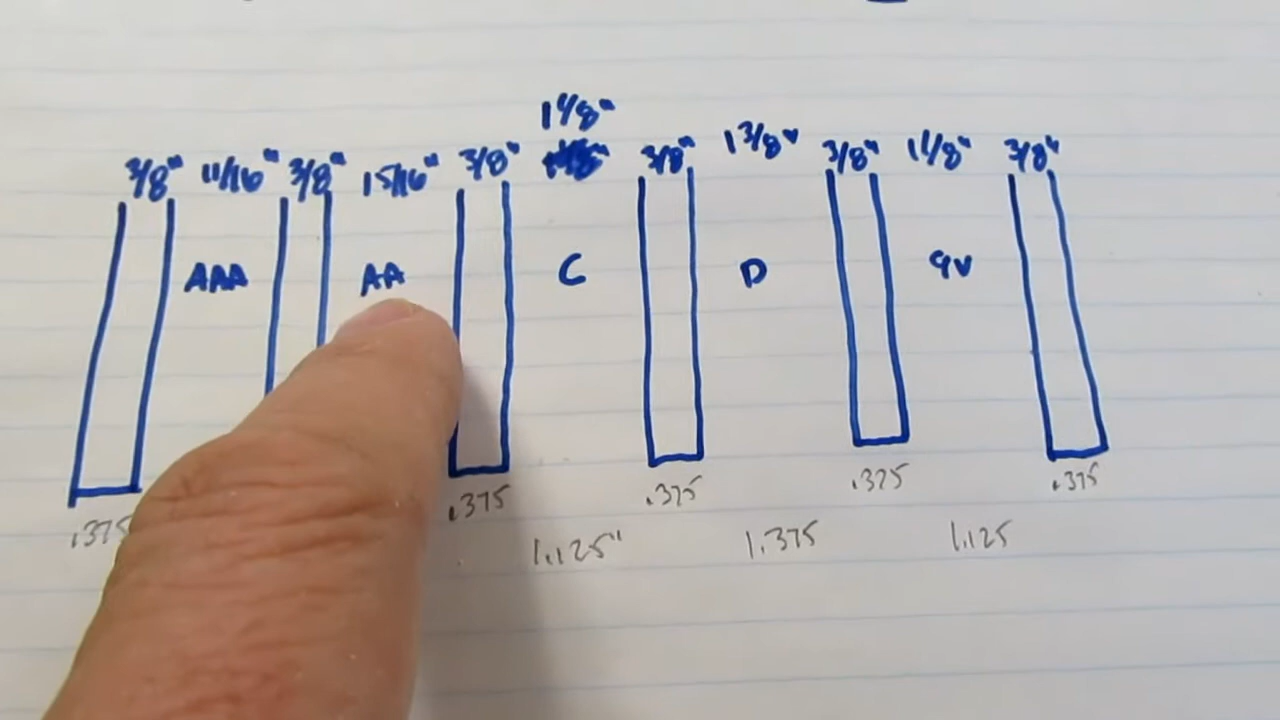 1 1/8"
3/8" 11/16" 3/8" 15/16" 3/8" 3/8" 1 3/8" 3/8" 1 1/8" 3/8"
AAA AA C D 9V
.375 .375 .375 .375 .375
1.125" 1.375 1.125